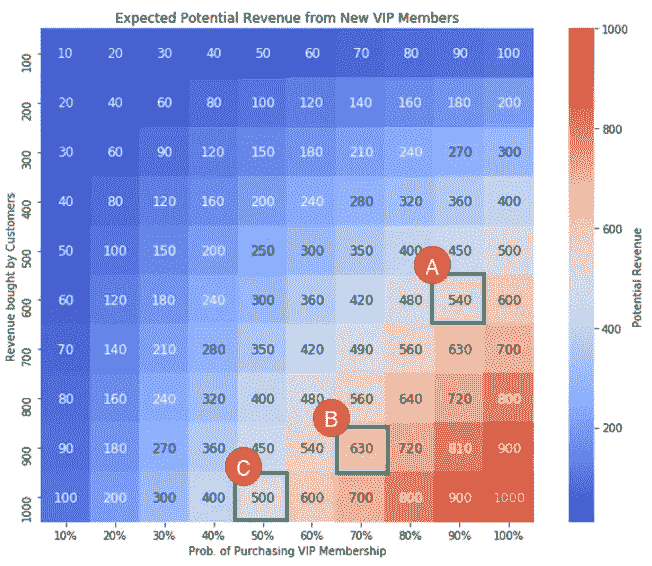 Expected Potential Revenue from New VIP Members
100 10 20 30 40 50 60 70 80 90 100
200 20 40 60 80 100 120 140 160 180 200
300 30 60 90 120 150 180 210 240 270 300
400 40 80 120 160 200 240 280 320 360 400
500 50 100 150 200 250 300 350 400 450 500
A
600 60 120 180 240 300 360 420 480 540 600
700 70 140 210 280 350 420 490 560 630 700
800 80 160 240 320 400 480 560 640 720 800
B
900 90 180 270 360 450 540 630 720 810 900
C
1000 100 200 300 400 500 600 700 800 900 1000
10% 20% 30% 40% 50% 60% 70% 80% 90% 100%
Prob. of Purchasing VIP Membership
Revenue bought by Customers
1000
800
600
400
200
Potential Revenue